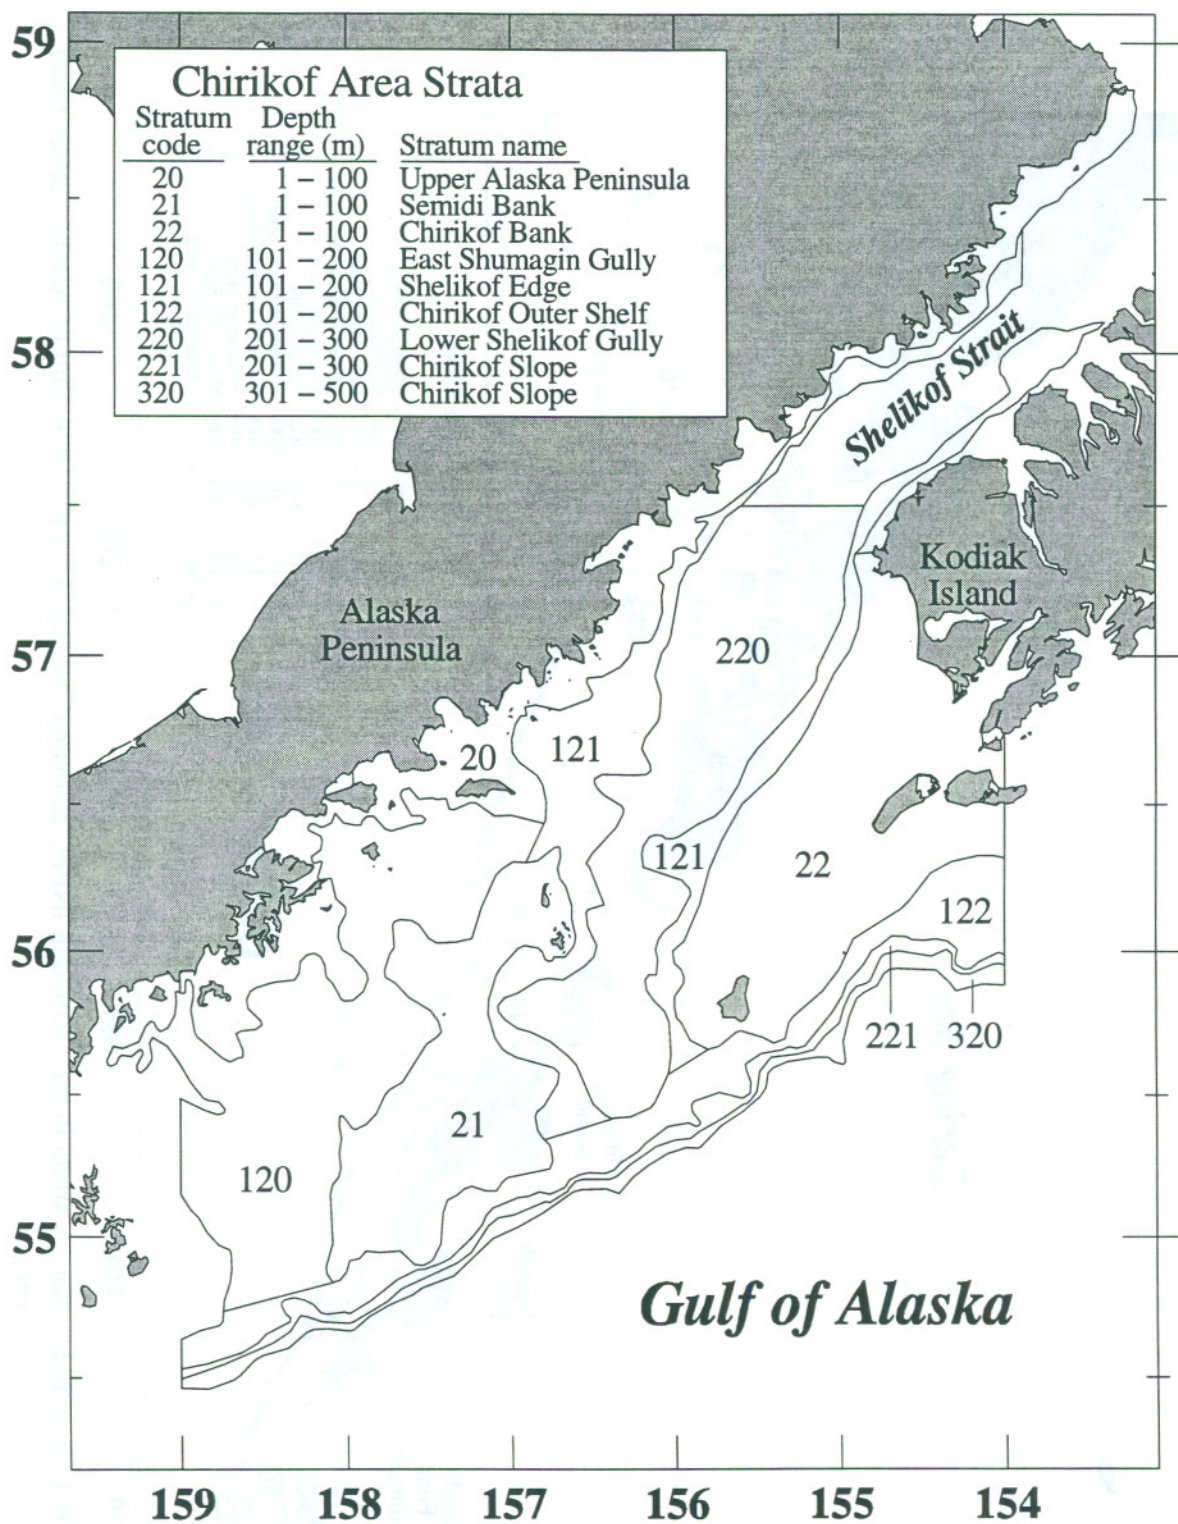 59
Chirikof Area Strata
Stratum code Depth range (m) Stratum name
20 1 – 100 Upper Alaska Peninsula
21 1 – 100 Semidi Bank
22 1 – 100 Chirikof Bank
120 101 – 200 East Shumagin Gully
121 101 – 200 Shelikof Edge
122 101 – 200 Chirikof Outer Shelf
220 201 – 300 Lower Shelikof Gully
221 201 – 300 Chirikof Slope
320 301 – 500 Chirikof Slope
58
Shelikof Strait
Kodiak
Island
Alaska
Peninsula
57
220
20
121
121
22
122
56
221
320
21
120
55
Gulf of Alaska
159
158
157
156
155
154